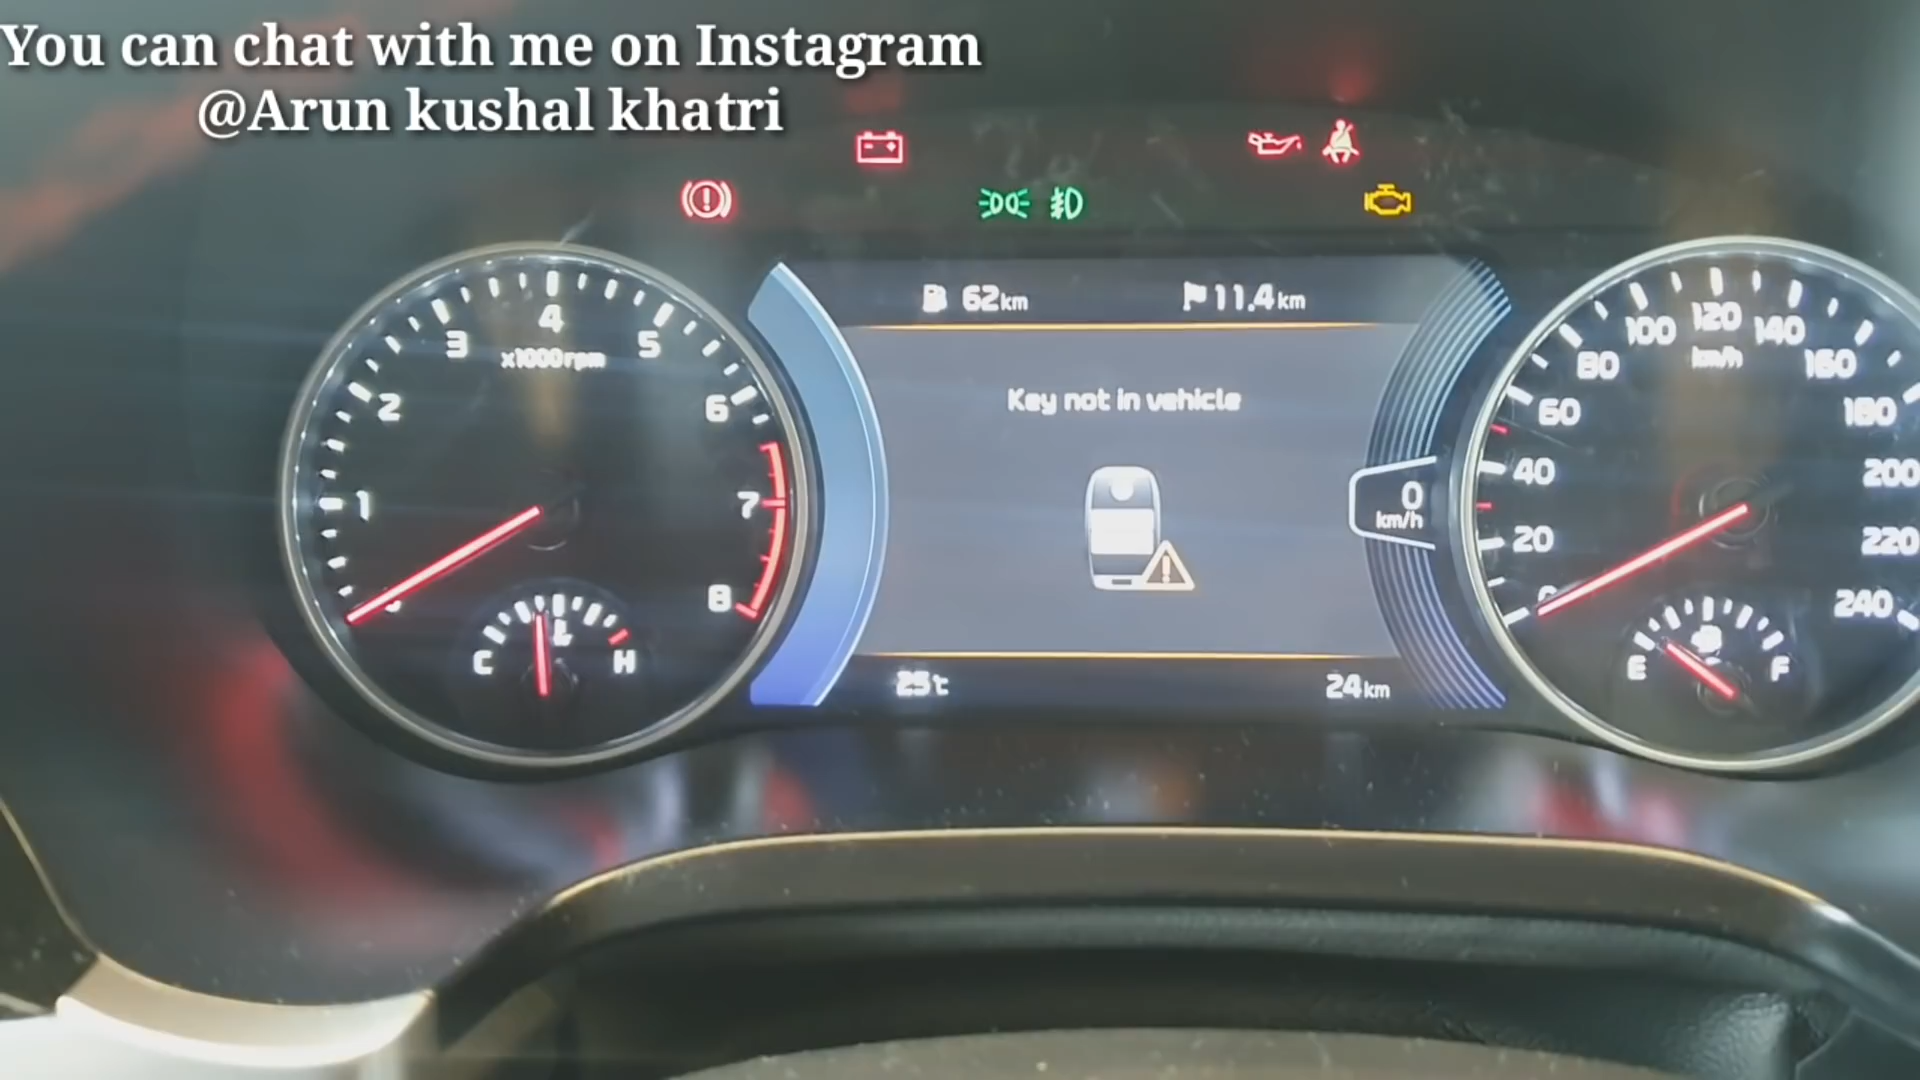 You can chat with me on Instagram
@Arun kushal khatri
62km
11.4km
Key not in vehicle
0
km/h
25℃
24km
1
2
3
4
5
6
7
8
x1000rpm
C
H
0
20
40
60
80
100
120
140
160
180
200
220
240
km/h
E
F